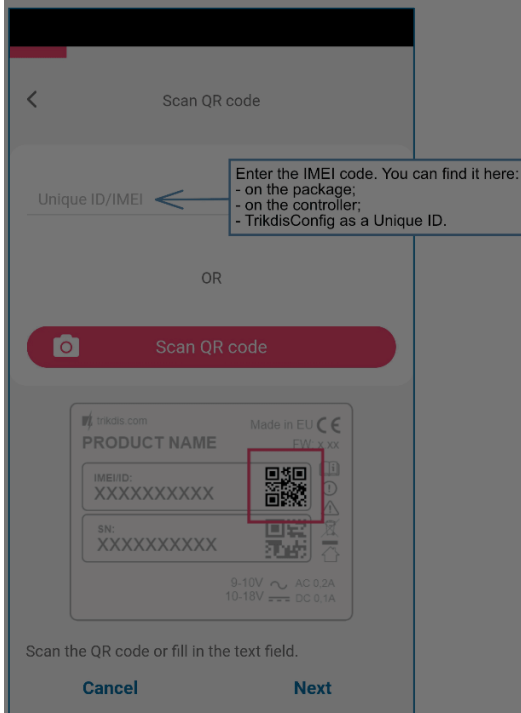 Scan QR code
Enter the IMEI code. You can find it here:
- on the package;
- on the controller;
- TrikdisConfig as a Unique ID.
Unique ID/IMEI
OR
Scan QR code
trikdis.com
Made in EU CE
PRODUCT NAME
FW: x.xx
IMEI/ID:
XXXXXXXXXX
SN:
XXXXXXXXXX
9-10V AC 0,2A
10-18V DC 0,1A
Scan the QR code or fill in the text field.
Cancel
Next